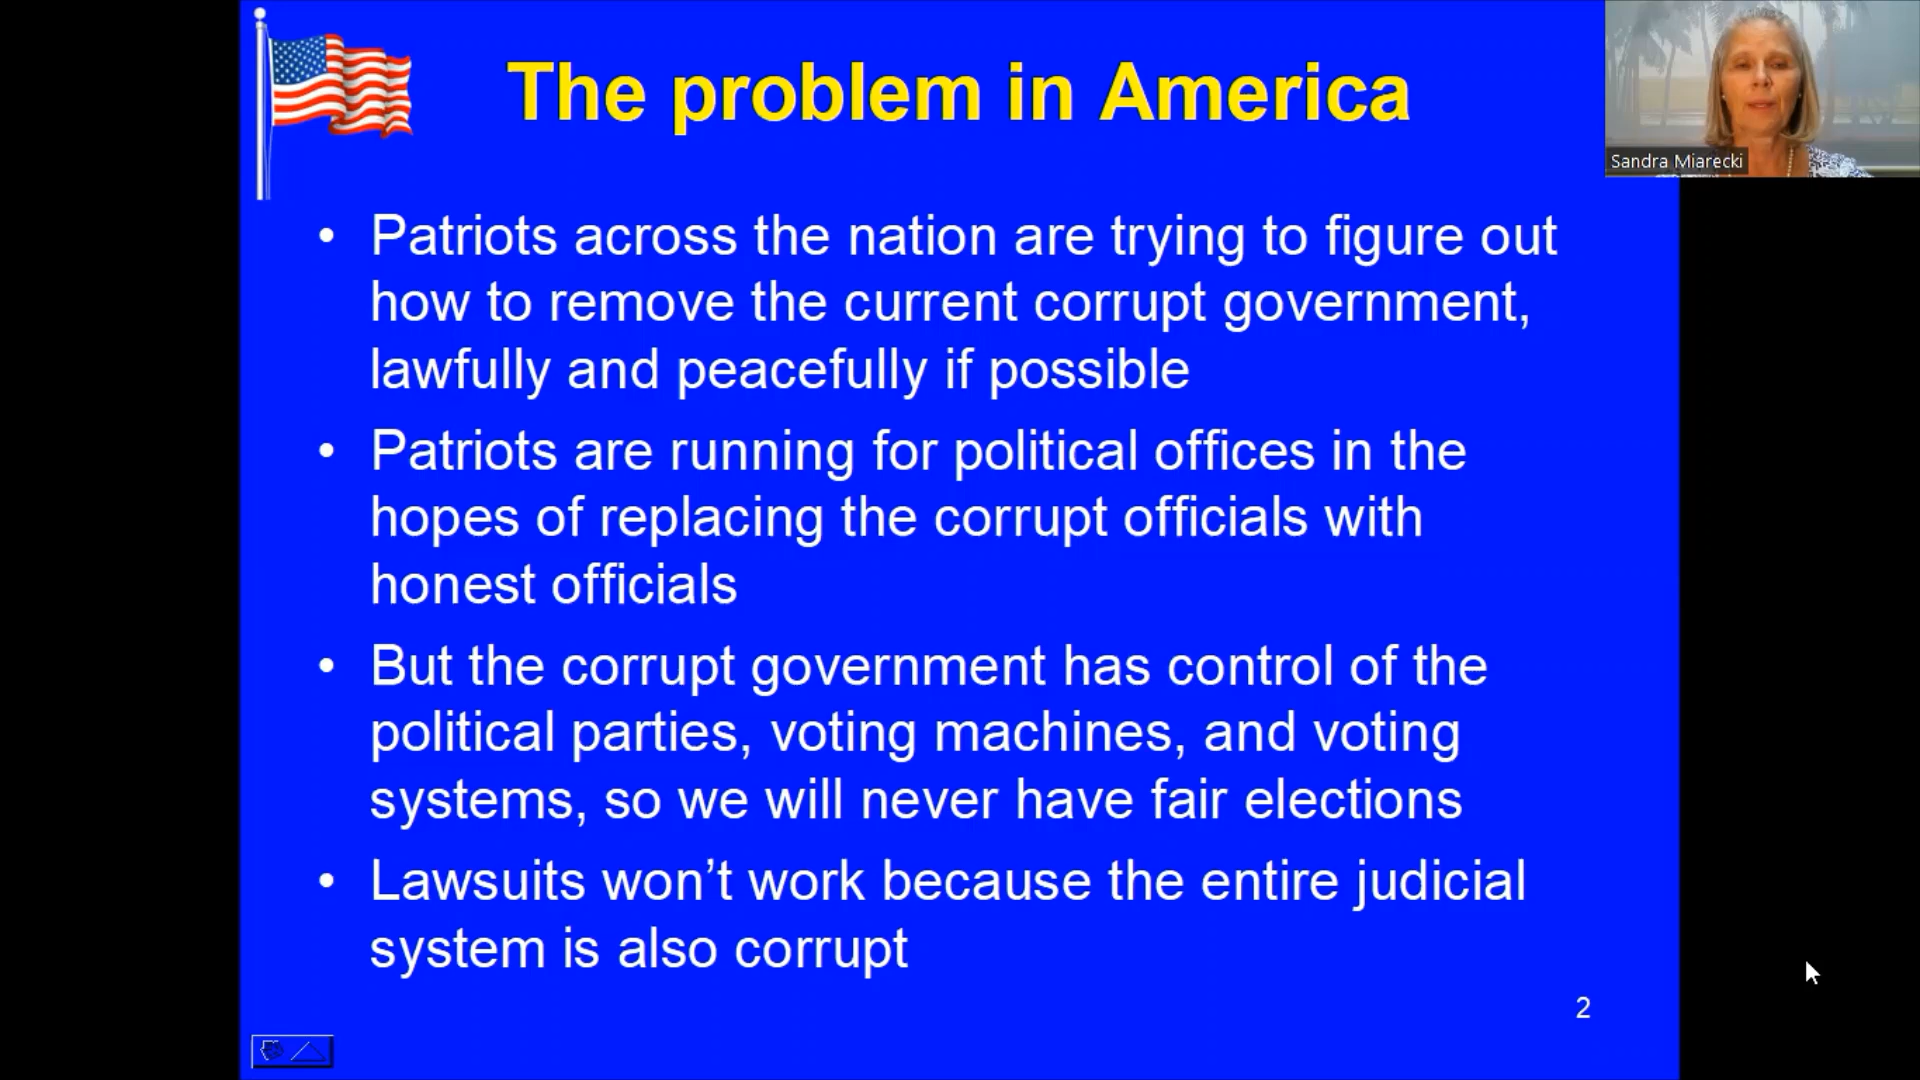 The problem in America
Sandra Miarecki
• Patriots across the nation are trying to figure out
how to remove the current corrupt government,
lawfully and peacefully if possible
• Patriots are running for political offices in the
hopes of replacing the corrupt officials with
honest officials
• But the corrupt government has control of the
political parties, voting machines, and voting
systems, so we will never have fair elections
• Lawsuits won’t work because the entire judicial
system is also corrupt
2